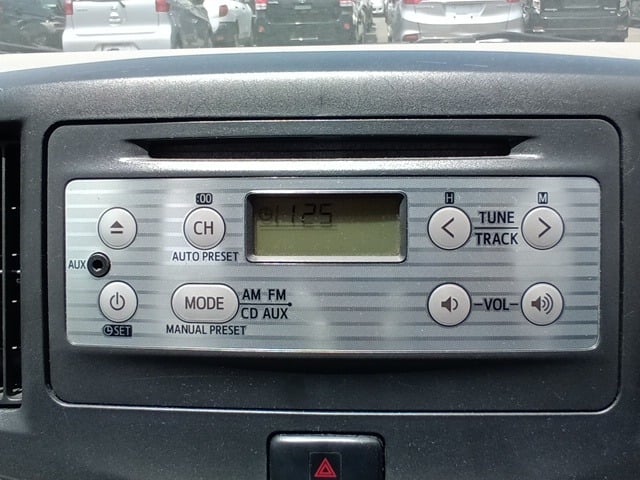 :00
H
M
CH
11:25
TUNE
TRACK
AUTO PRESET
AUX
MODE
AM FM
CD AUX
VOL
SET
MANUAL PRESET